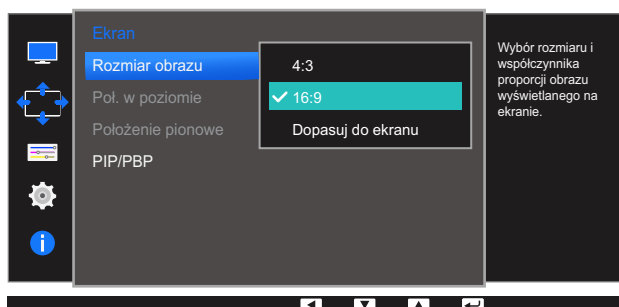 Ekran
Rozmiar obrazu
Poł. w poziomie
Położenie pionowe
PIP/PBP
4:3
16:9
Dopasuj do ekranu
Wybór rozmiaru i
współczynnika
proporcji obrazu
wyświetlanego na
ekranie.